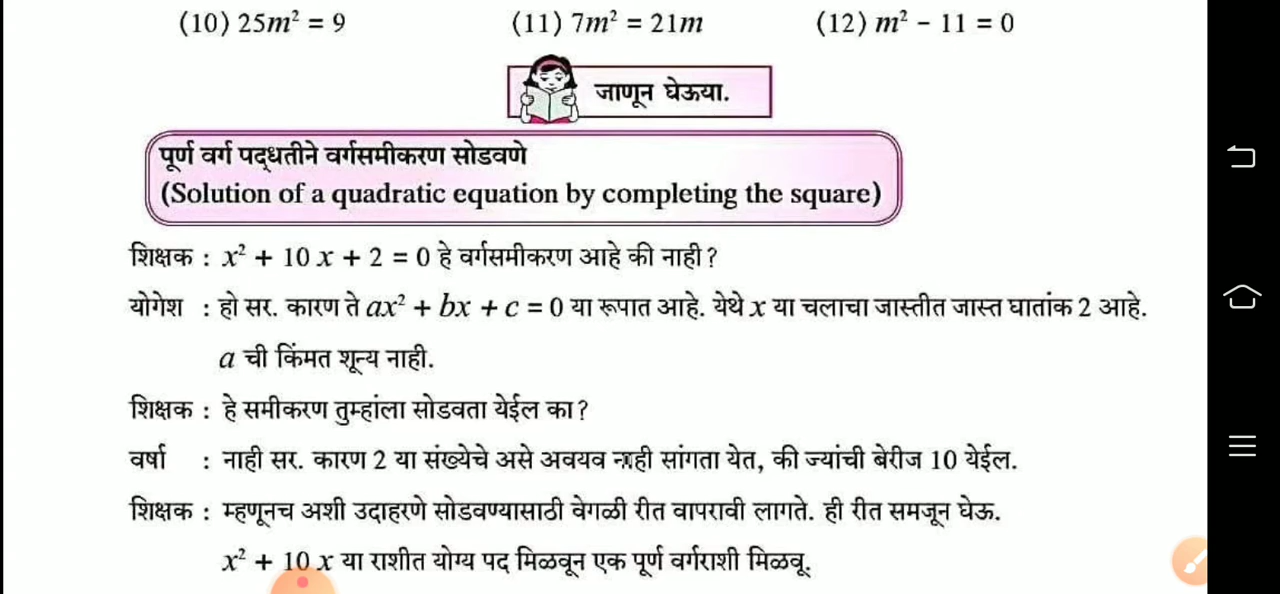 (10) 25m² = 9 (11) 7m² = 21m (12) m² - 11 = 0
जाणून घेऊया.
पूर्ण वर्ग पद्धतीने वर्गसमीकरण सोडवणे
(Solution of a quadratic equation by completing the square)
शिक्षक : x² + 10 x + 2 = 0 हे वर्गसमीकरण आहे की नाही?
योगेश : हो सर. कारण ते ax² + bx + c = 0 या रूपात आहे. येथे x या चलाचा जास्तीत जास्त घातांक 2 आहे.
a ची किंमत शून्य नाही.
शिक्षक : हे समीकरण तुम्हांला सोडवता येईल का?
वर्षा : नाही सर. कारण 2 या संख्येचे असे अवयव नाही सांगता येत, की ज्यांची बेरीज 10 येईल.
शिक्षक : म्हणूनच अशी उदाहरणे सोडवण्यासाठी वेगळी रीत वापरावी लागते. ही रीत समजून घेऊ.
x² + 10 x या राशीत योग्य पद मिळवून एक पूर्ण वर्गराशी मिळवू.